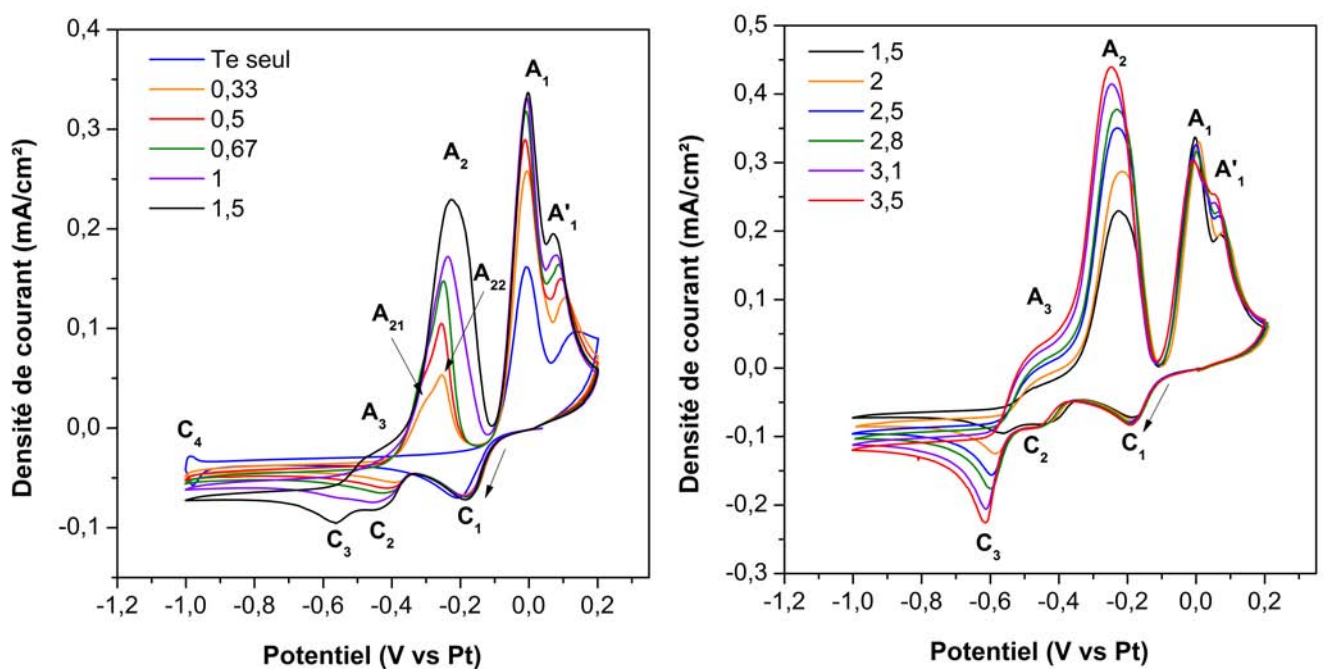 Densité de courant (mA/cm²)
0,4
0,3
0,2
0,1
0,0
-0,1
Te seul
0,33
0,5
0,67
1
1,5
A1
A2
A'1
A22
A21
A3
C4
C3
C2
C1
-1,2 -1,0 -0,8 -0,6 -0,4 -0,2 0,0 0,2
Potentiel (V vs Pt)
Densité de courant (mA/cm²)
0,5
0,4
0,3
0,2
0,1
0,0
-0,1
-0,2
-0,3
1,5
2
2,5
2,8
3,1
3,5
A2
A1
A'1
A3
C2
C1
C3
-1,2 -1,0 -0,8 -0,6 -0,4 -0,2 0,0 0,2
Potentiel (V vs Pt)